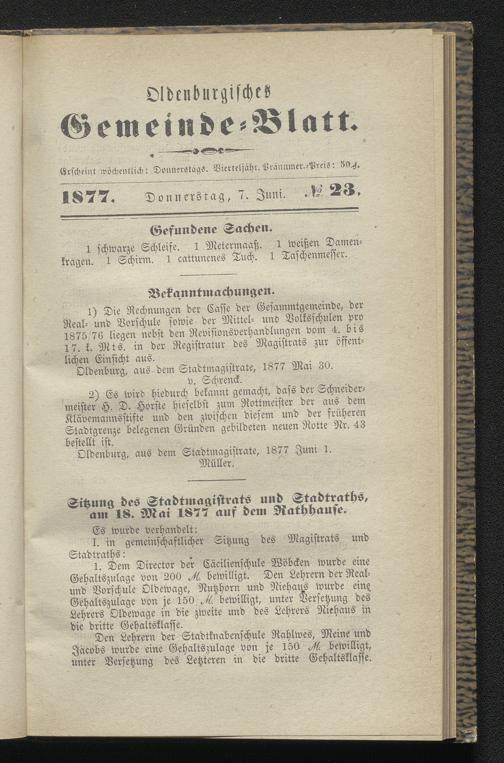 Oldenburgisches
Gemeinde-Blatt.
Erscheint wöchentlich: Donnerstags. Vierteljähr. Pränumer.-Preis: 50 ₰.
1877. Donnerstag, 7. Juni. № 23.
Gefundene Sachen.
1 schwarze Schleife. 1 Metermaaß. 1 weißen Damen-
kragen. 1 Schirm. 1 cattunenes Tuch. 1 Taschenmesser.
Bekanntmachungen.
1) Die Rechnungen der Casse der Gesammtgemeinde, der
Real- und Vorschule sowie der Mittel- und Volksschulen pro
1875/76 liegen nebst den Revisionsverhandlungen vom 4. bis
17. k. Mts. in der Registratur des Magistrats zur öffent-
lichen Einsicht aus.
Oldenburg, aus dem Stadtmagistrate, 1877 Mai 30.
v. Schrenck.
2) Es wird hiedurch bekannt gemacht, dass der Schneider-
meister H. D. Horste hieselbst zum Rottmeister der aus dem
Klävemannsstifte und den zwischen diesem und der früheren
Stadtgrenze belegenen Gründen gebildeten neuen Rotte Nr. 43
bestellt ist.
Oldenburg, aus dem Stadtmagistrate, 1877 Juni 1.
Müller.
Sitzung des Stadtmagistrats und Stadtraths,
am 18. Mai 1877 auf dem Rathhause.
Es wurde verhandelt:
I. in gemeinschaftlicher Sitzung des Magistrats und
Stadtraths:
1. Dem Director der Cäcilienschule Wöbcken wurde eine
Gehaltszulage von 200 ℳ. bewilligt. Den Lehrern der Real-
und Vorschule Oldewage, Nutzhorn und Niehaus wurde eine
Gehaltszulage von je 150 ℳ. bewilligt, unter Versetzung des
Lehrers Oldewage in die zweite und des Lehrers Niehaus in
die dritte Gehaltsklasse.
Den Lehrern der Stadtknabenschule Rahlwes, Meine und
Jacobs wurde eine Gehaltszulage von je 150 ℳ. bewilligt,
unter Versetzung des Letzteren in die dritte Gehaltsklasse.